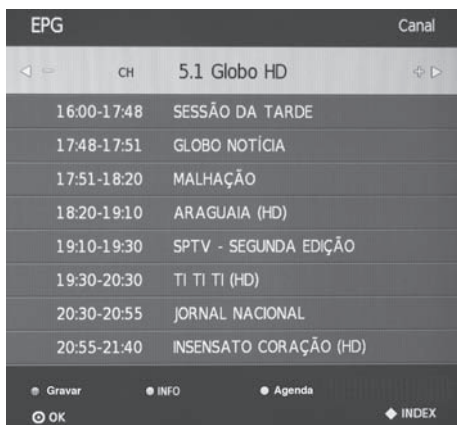 EPG Canal
CH 5.1 Globo HD
16:00-17:48 SESSÃO DA TARDE
17:48-17:51 GLOBO NOTÍCIA
17:51-18:20 MALHAÇÃO
18:20-19:10 ARAGUAIA (HD)
19:10-19:30 SPTV - SEGUNDA EDIÇÃO
19:30-20:30 TI TI TI (HD)
20:30-20:55 JORNAL NACIONAL
20:55-21:40 INSENSATO CORAÇÃO (HD)
Gravar INFO Agenda
OK INDEX